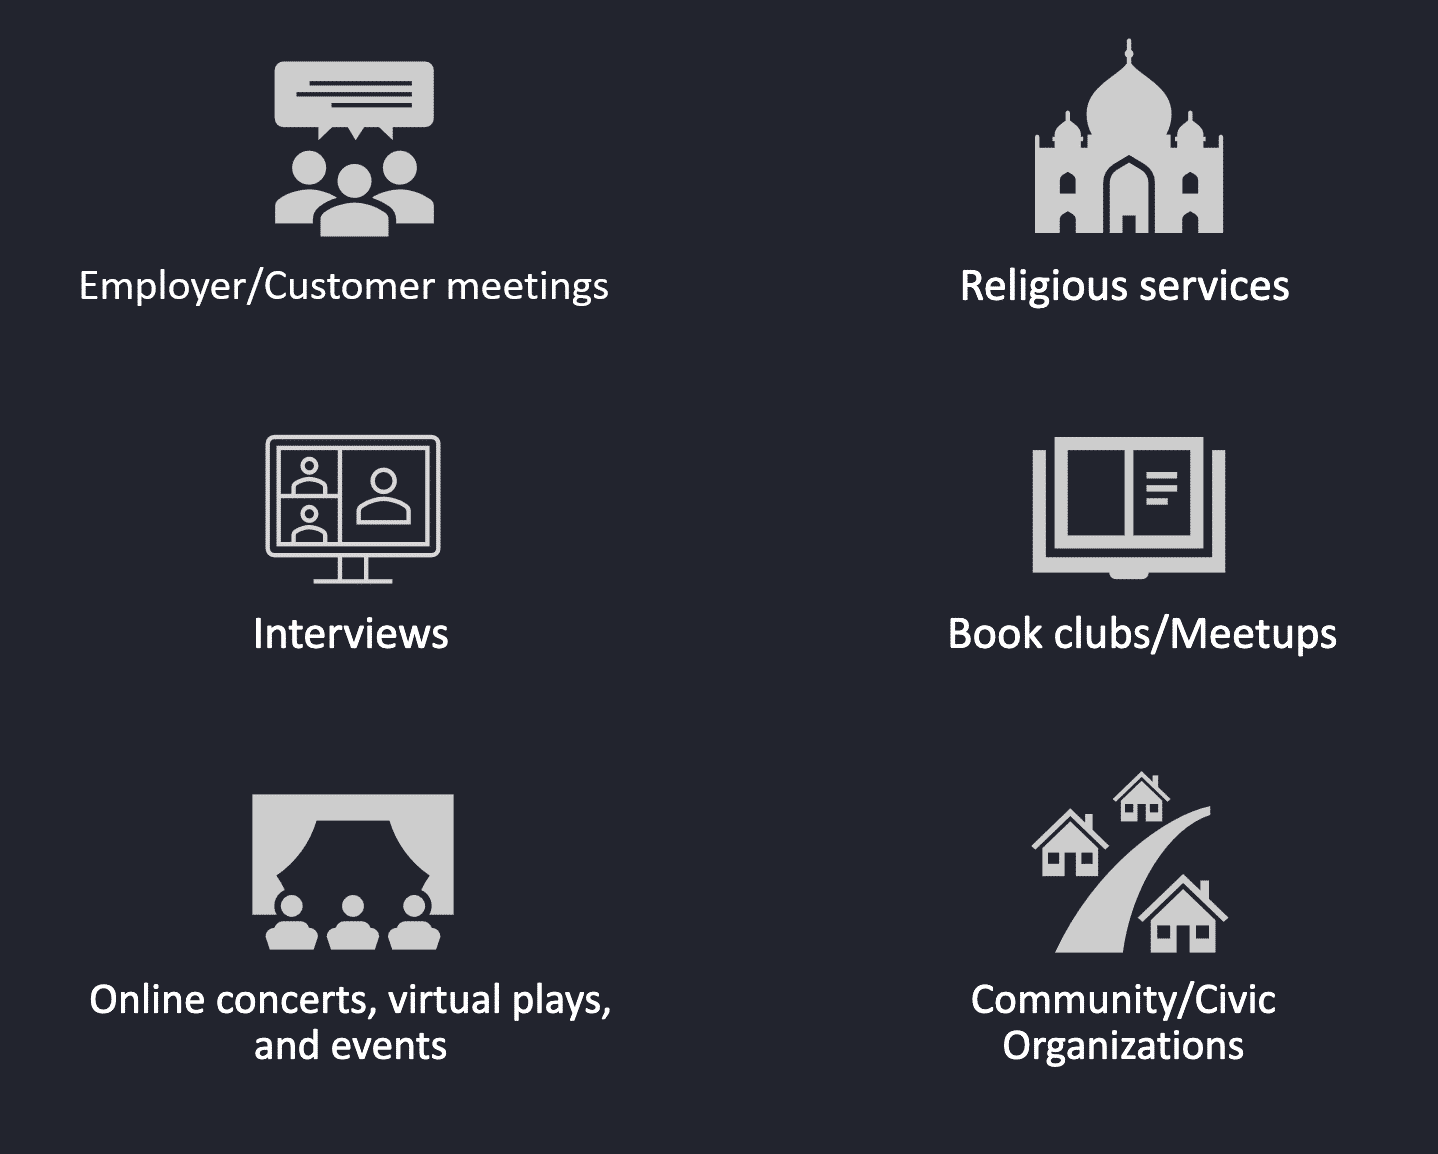 Employer/Customer meetings
Religious services
Interviews
Book clubs/Meetups
Online concerts, virtual plays,
and events
Community/Civic
Organizations